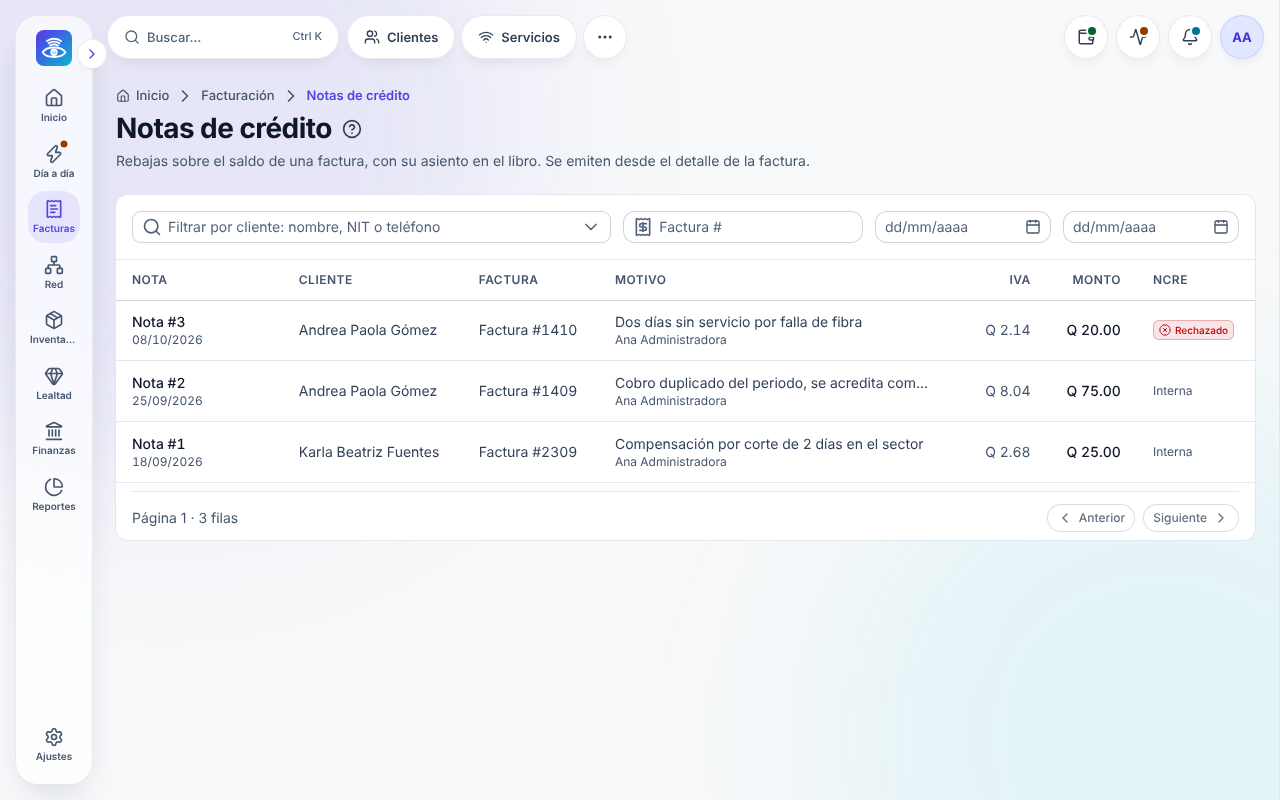 Buscar...
Ctrl K
Clientes
Servicios
AA
Inicio
Día a día
Facturas
Red
Inventa...
Lealtad
Finanzas
Reportes
Ajustes
Inicio
Facturación
Notas de crédito
Notas de crédito
Rebajas sobre el saldo de una factura, con su asiento en el libro. Se emiten desde el detalle de la factura.
Filtrar por cliente: nombre, NIT o teléfono
Factura #
dd/mm/aaaa
dd/mm/aaaa
NOTA CLIENTE FACTURA MOTIVO IVA MONTO NCRE
Nota #3
08/10/2026
Andrea Paola Gómez
Factura #1410
Dos días sin servicio por falla de fibra
Ana Administradora
Q 2.14
Q 20.00
Rechazado
Nota #2
25/09/2026
Andrea Paola Gómez
Factura #1409
Cobro duplicado del periodo, se acredita com...
Ana Administradora
Q 8.04
Q 75.00
Interna
Nota #1
18/09/2026
Karla Beatriz Fuentes
Factura #2309
Compensación por corte de 2 días en el sector
Ana Administradora
Q 2.68
Q 25.00
Interna
Página 1 · 3 filas
Anterior
Siguiente